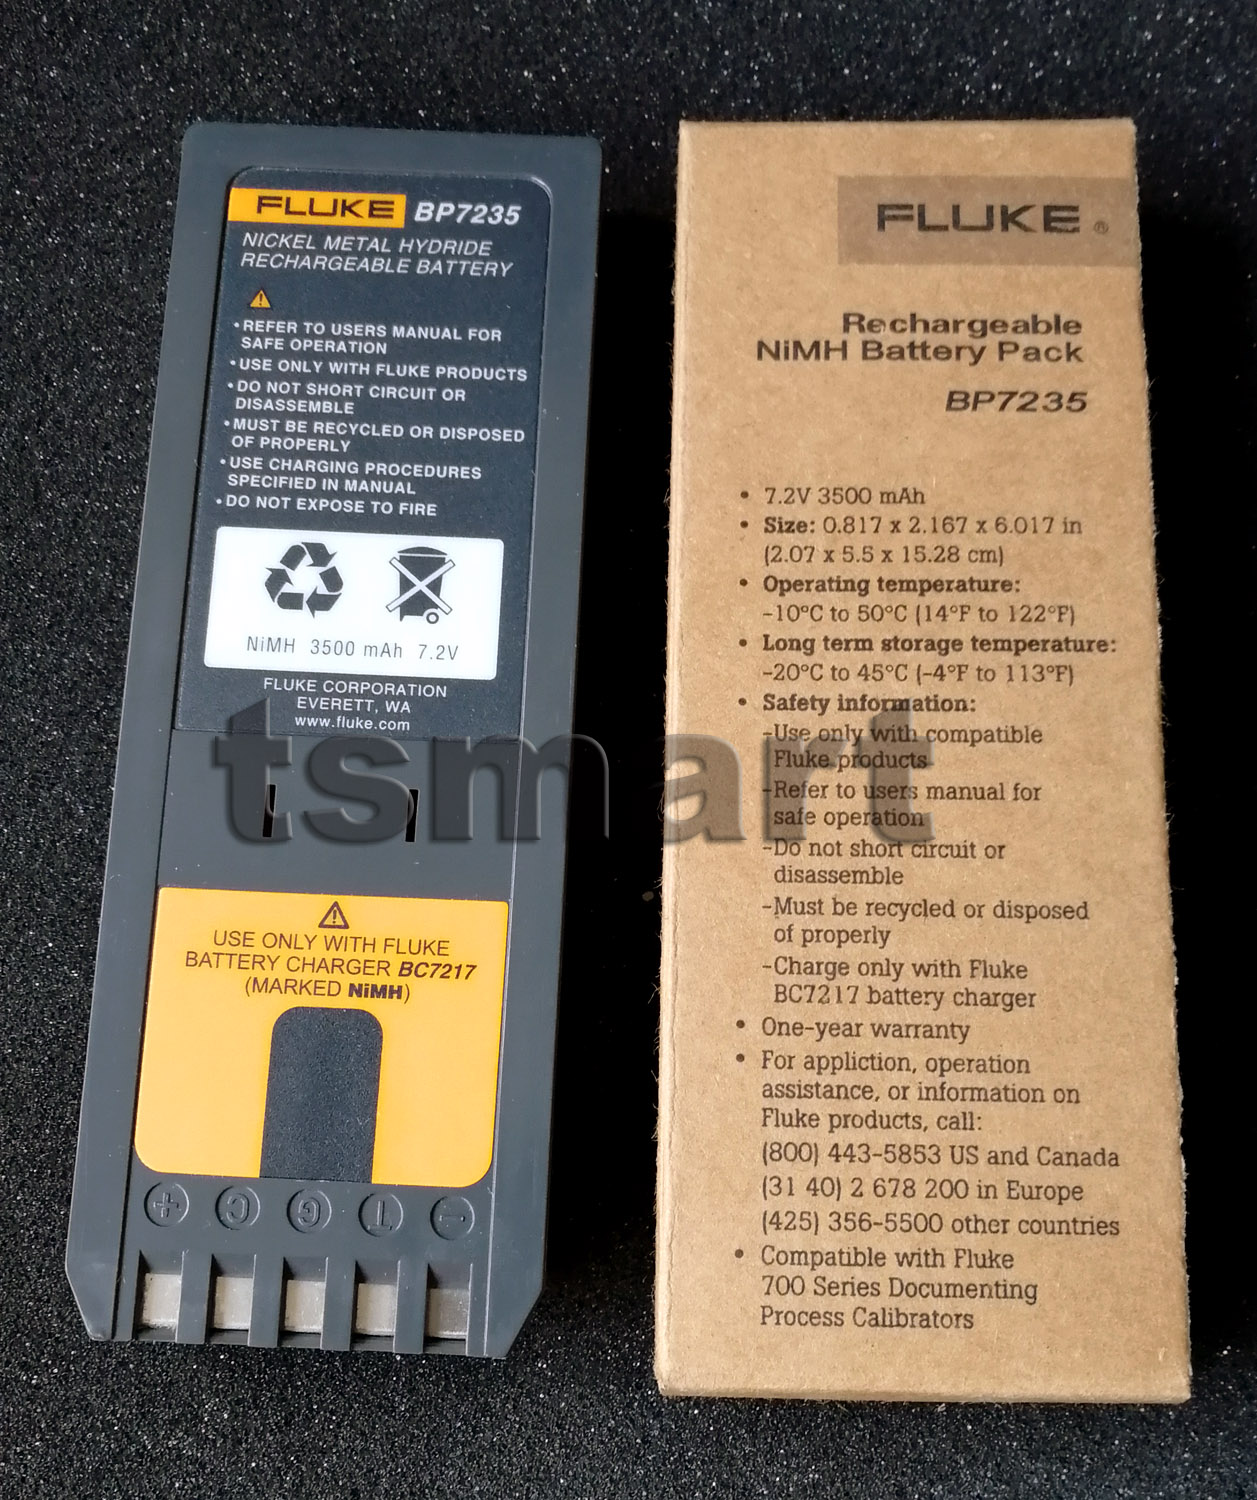 FLUKE BP7235
NICKEL METAL HYDRIDE
RECHARGEABLE BATTERY
•REFER TO USERS MANUAL FOR
SAFE OPERATION
•USE ONLY WITH FLUKE PRODUCTS
•DO NOT SHORT CIRCUIT OR
DISASSEMBLE
•MUST BE RECYCLED OR DISPOSED
OF PROPERLY
•USE CHARGING PROCEDURES
SPECIFIED IN MANUAL
•DO NOT EXPOSE TO FIRE
NiMH 3500 mAh 7.2V
FLUKE CORPORATION
EVERETT, WA
www.fluke.com
USE ONLY WITH FLUKE
BATTERY CHARGER BC7217
(MARKED NiMH)
+ C G T -
FLUKE®
Rechargeable
NiMH Battery Pack
BP7235
• 7.2V 3500 mAh
• Size: 0.817 x 2.167 x 6.017 in
(2.07 x 5.5 x 15.28 cm)
• Operating temperature:
-10°C to 50°C (14°F to 122°F)
• Long term storage temperature:
-20°C to 45°C (-4°F to 113°F)
• Safety information:
-Use only with compatible
Fluke products
-Refer to users manual for
safe operation
-Do not short circuit or
disassemble
-Must be recycled or disposed
of properly
-Charge only with Fluke
BC7217 battery charger
• One-year warranty
• For appliction, operation
assistance, or information on
Fluke products, call:
(800) 443-5853 US and Canada
(31 40) 2 678 200 in Europe
(425) 356-5500 other countries
• Compatible with Fluke
700 Series Documenting
Process Calibrators
tsmart